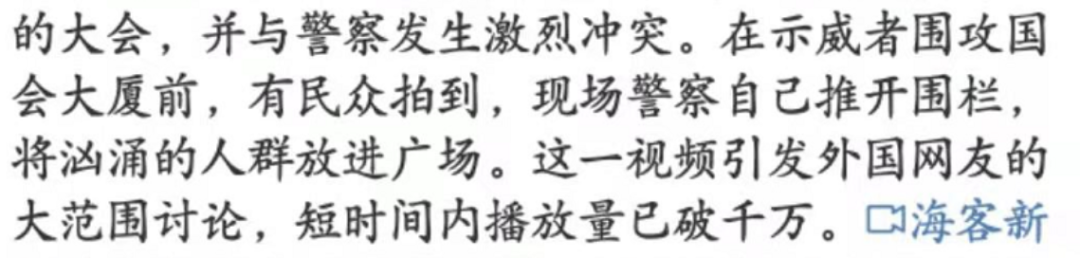 的大会，并与警察发生激烈冲突。在示威者围攻国
会大厦前，有民众拍到，现场警察自己推开围栏，
将汹涌的人群放进广场。这一视频引发外国网友的
大范围讨论，短时间内播放量已破千万。海客新